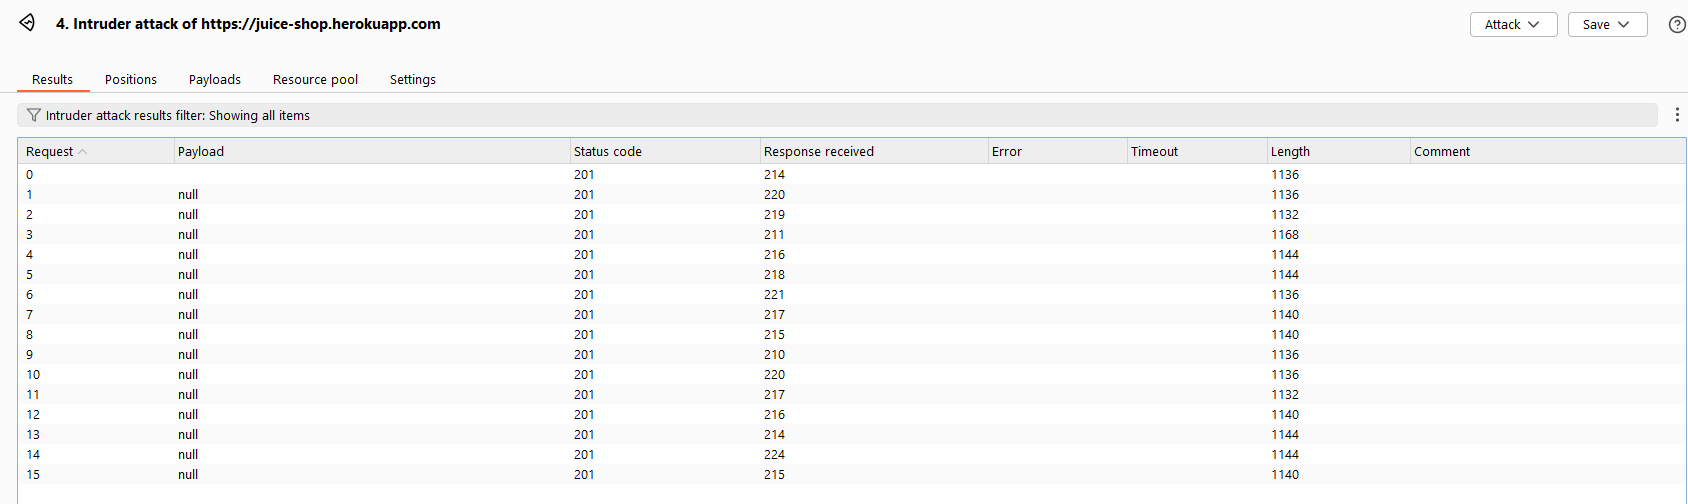 4. Intruder attack of https://juice-shop.herokuapp.com
Attack
Save
?
Results Positions Payloads Resource pool Settings
Intruder attack results filter: Showing all items
Request Payload Status code Response received Error Timeout Length Comment
0 201 214 1136
1 null 201 220 1136
2 null 201 219 1132
3 null 201 211 1168
4 null 201 216 1144
5 null 201 218 1144
6 null 201 221 1136
7 null 201 217 1140
8 null 201 215 1140
9 null 201 210 1136
10 null 201 220 1136
11 null 201 217 1132
12 null 201 216 1140
13 null 201 214 1144
14 null 201 224 1144
15 null 201 215 1140